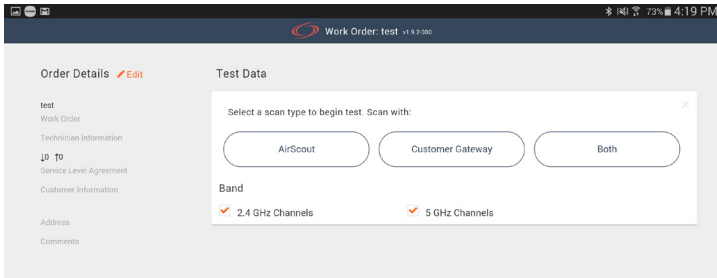 73% 4:19 PM
Work Order: test v1.9.2-300
Order Details Edit
Test Data
test
Work Order
Technician Information
↓0 ↑0
Service Level Agreement
Customer Information
Address
Comments
Select a scan type to begin test. Scan with:
AirScout
Customer Gateway
Both
Band
2.4 GHz Channels
5 GHz Channels